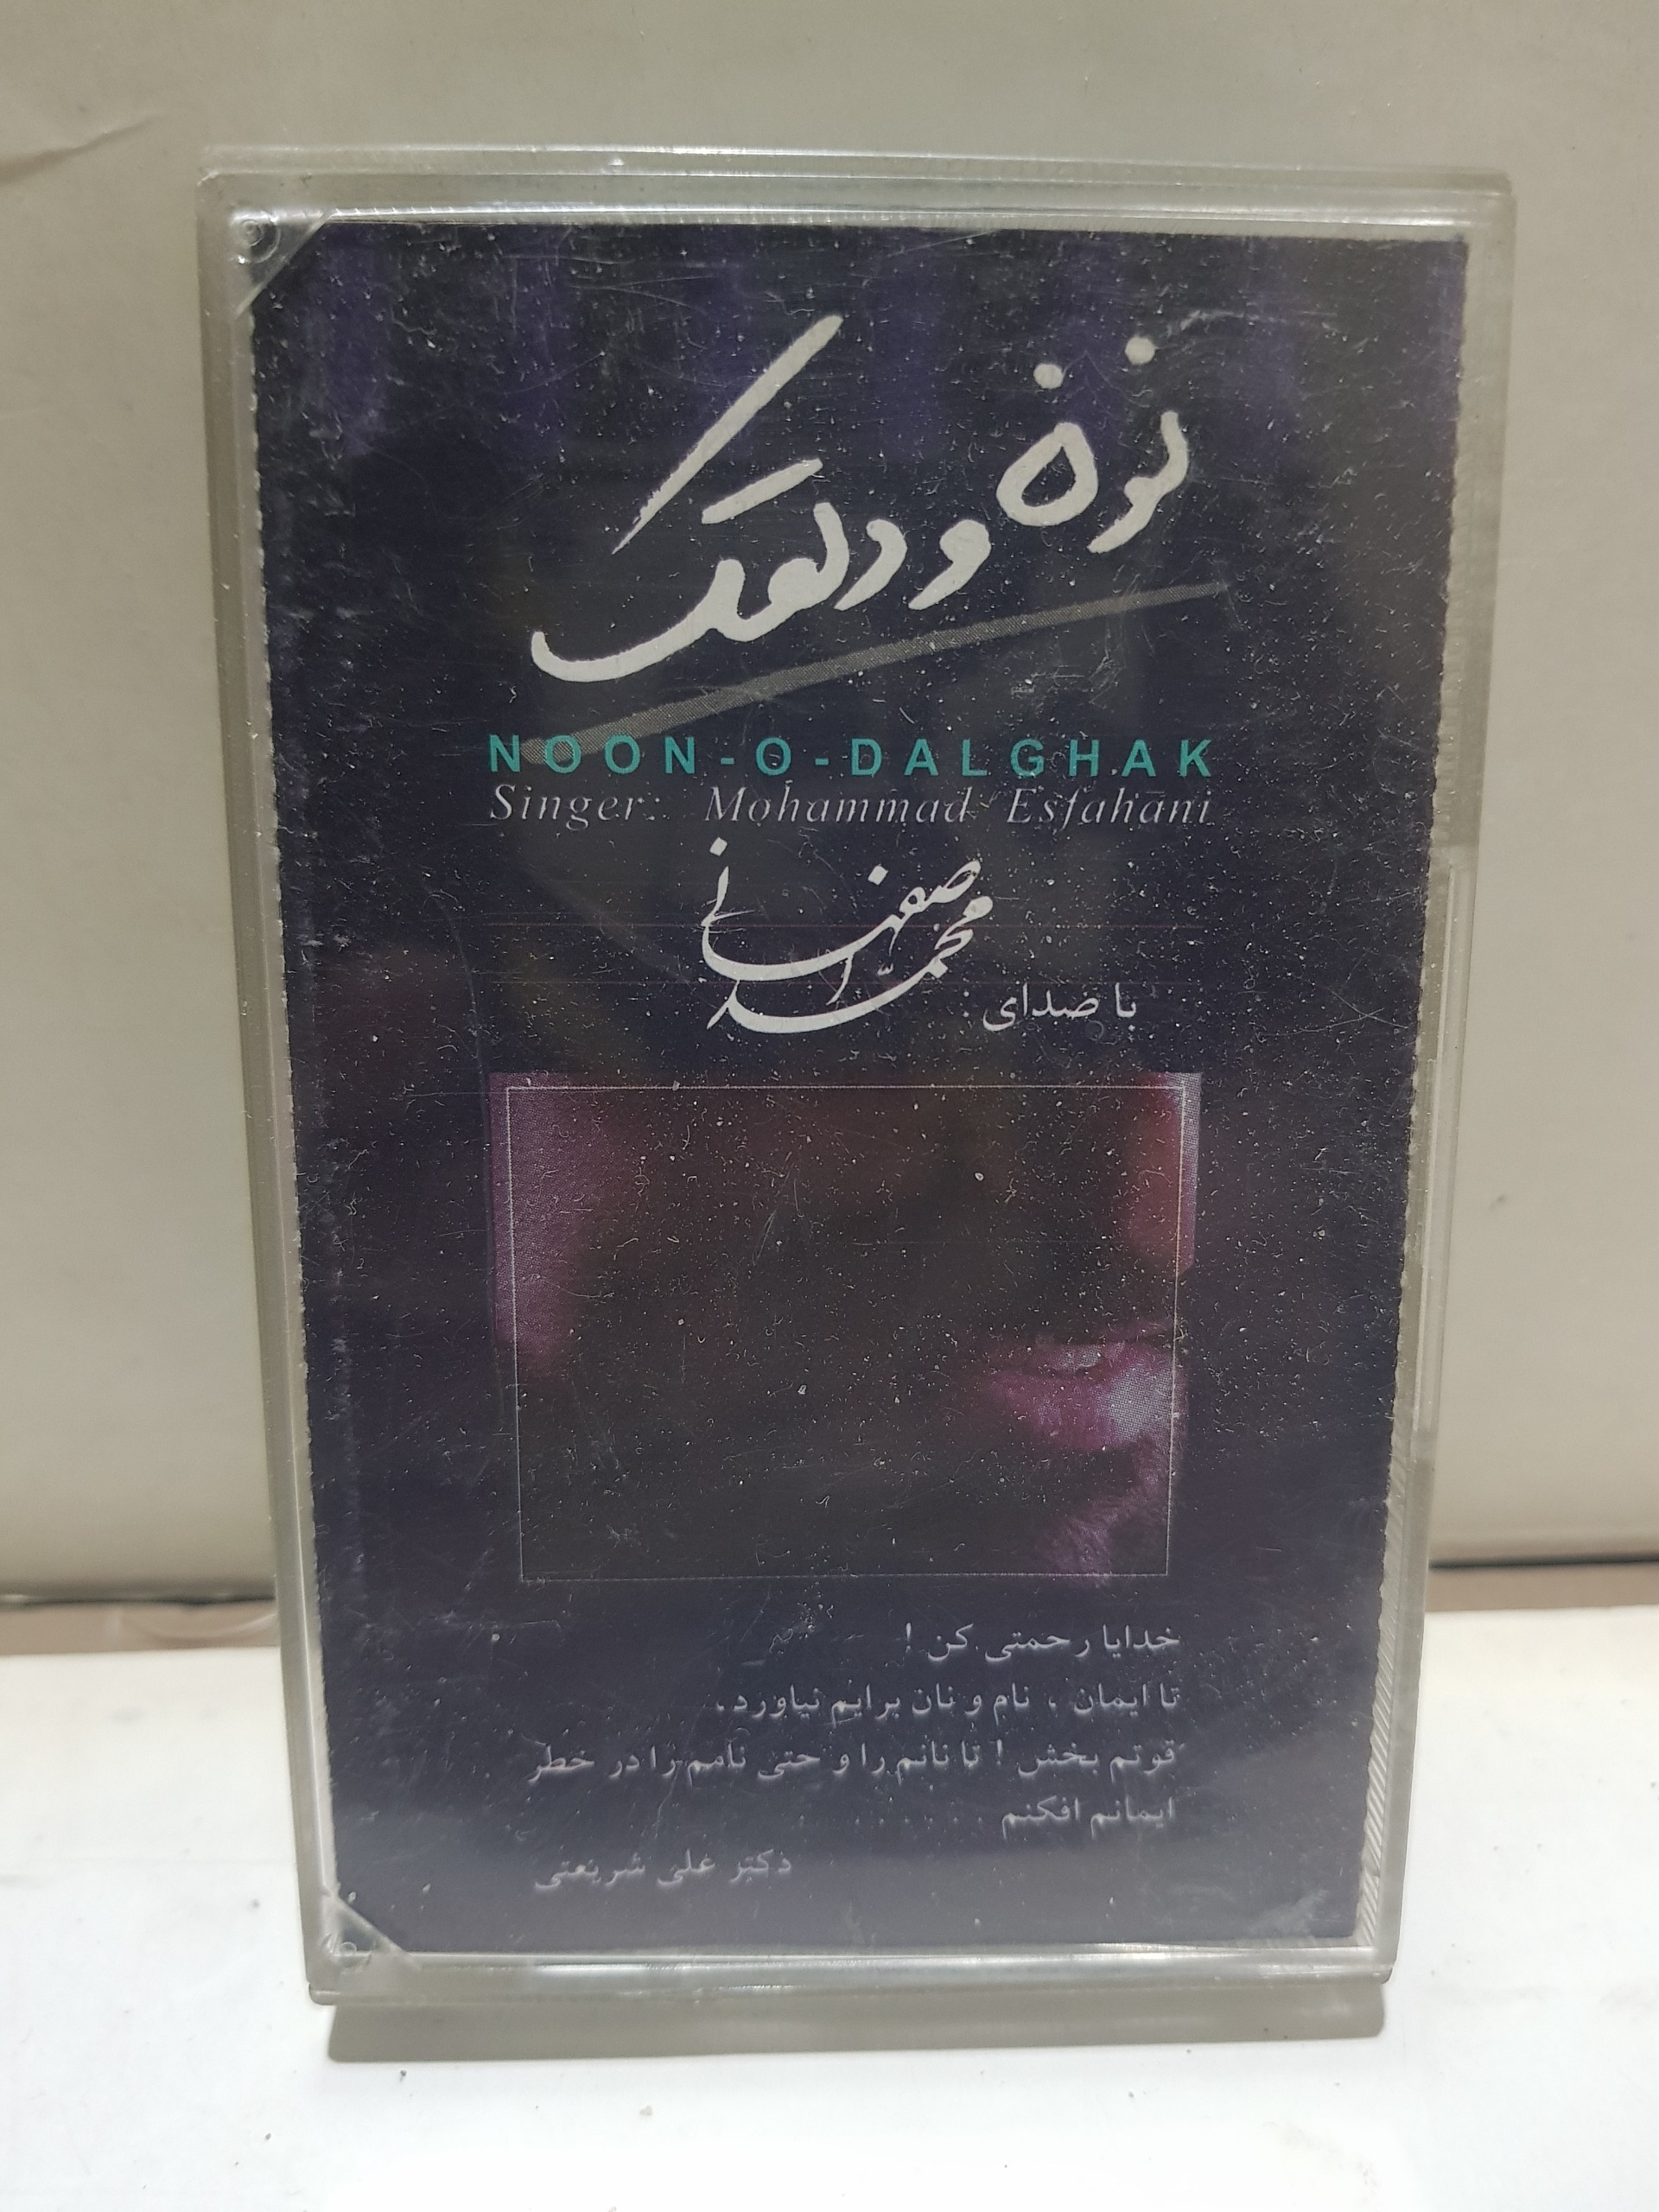 نون و دلقک
NOON-O-DALGHAK
Singer: Mohammad Esfahāni
با صدای : محمد اصفهانی
خدایا رحمتی کن !
تا ایمان ، نام و نان برایم نیاورد .
قوتم بخش ! تا نانم را و حتی نامم را در خطر
ایمانم افکنم . . . . . .
دکتر علی شریعتی